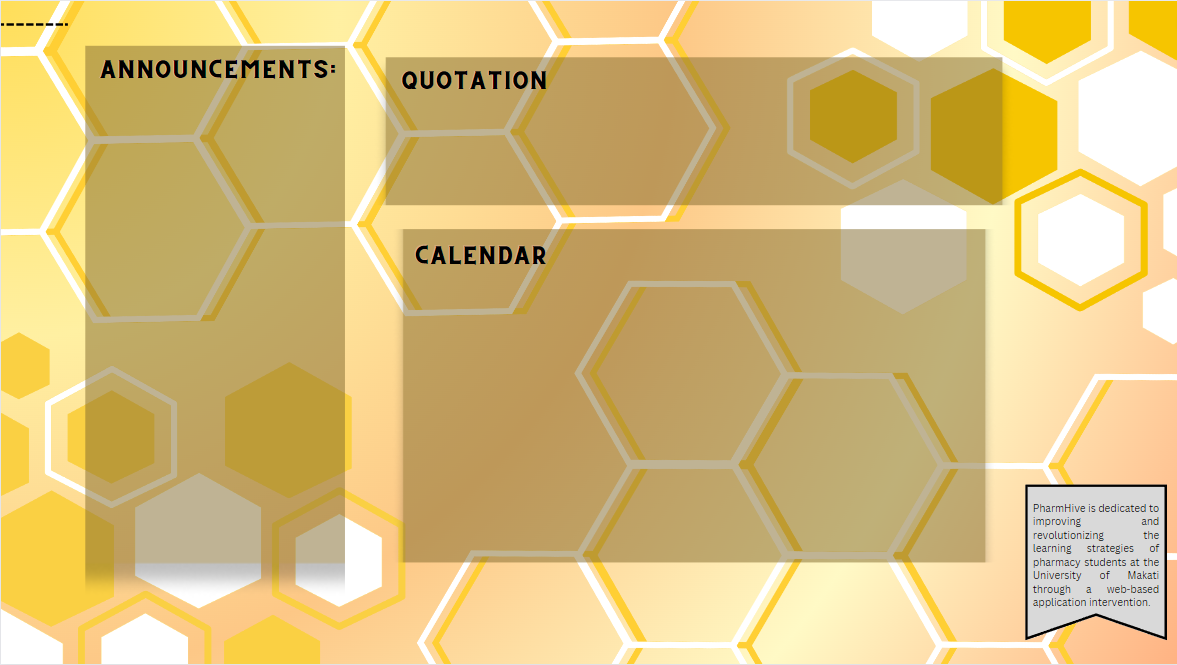 ANNOUNCEMENTS:
QUOTATION
CALENDAR
PharmHive is dedicated to
improving and
revolutionizing the
learning strategies of
pharmacy students at the
University of Makati
through a web-based
application intervention.